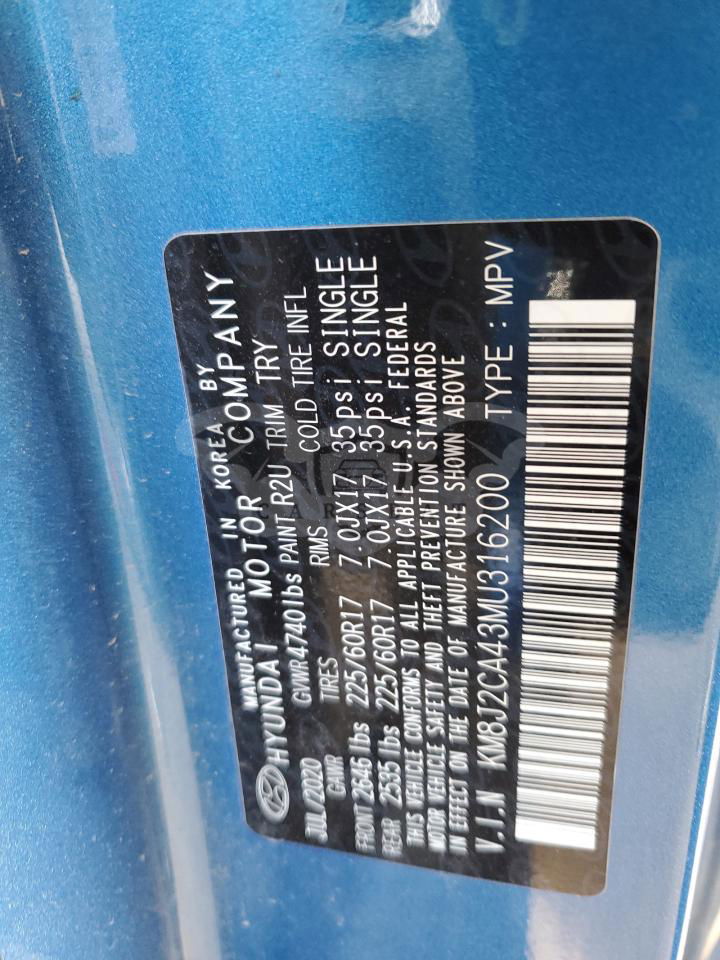 MANUFACTURED IN KOREA BY
HYUNDAI MOTOR COMPANY
JUL/2020 GVWR 4740 lbs PAINT R2U TRIM TRY
GAWR TIRES RIMS COLD TIRE INFL
FRONT 2646 lbs 225/60R17 7.0JX17 35psi SINGLE
REAR 2535 lbs 225/60R17 7.0JX17 35psi SINGLE
THIS VEHICLE CONFORMS TO ALL APPLICABLE U.S.A. FEDERAL
MOTOR VEHICLE SAFETY AND THEFT PREVENTION STANDARDS
IN EFFECT ON THE DATE OF MANUFACTURE SHOWN ABOVE
V.I.N KM8J2CA43MU316200 TYPE : MPV